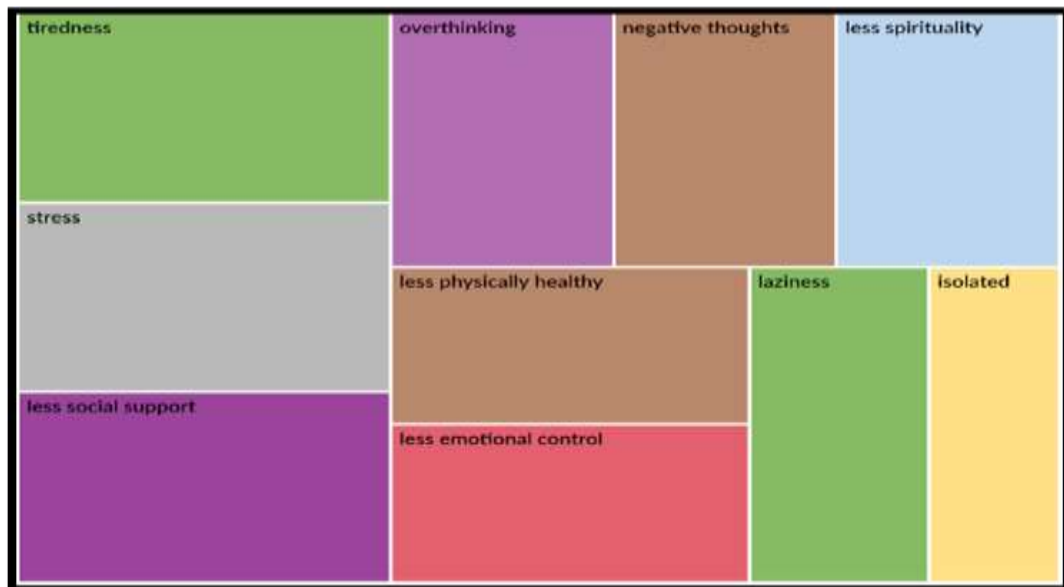 tiredness
overthinking
negative thoughts
less spirituality
stress
less physically healthy
laziness
isolated
less social support
less emotional control